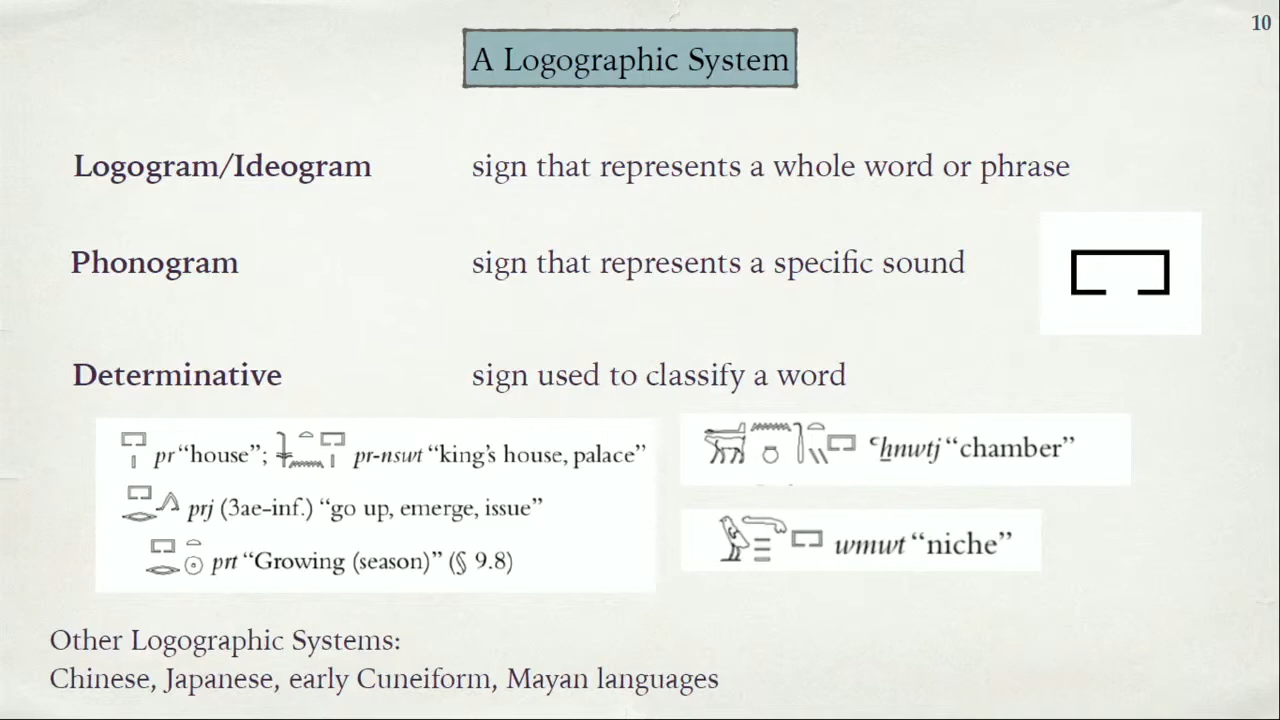 10
A Logographic System
Logogram/Ideogram sign that represents a whole word or phrase
Phonogram sign that represents a specific sound
𓉐
Determinative sign used to classify a word
pr “house”; pr-nswt “king’s house, palace”
prj (3ae-inf.) “go up, emerge, issue”
prt “Growing (season)” (§ 9.8)
ꜥẖnwtj “chamber”
wmwt “niche”
Other Logographic Systems:
Chinese, Japanese, early Cuneiform, Mayan languages